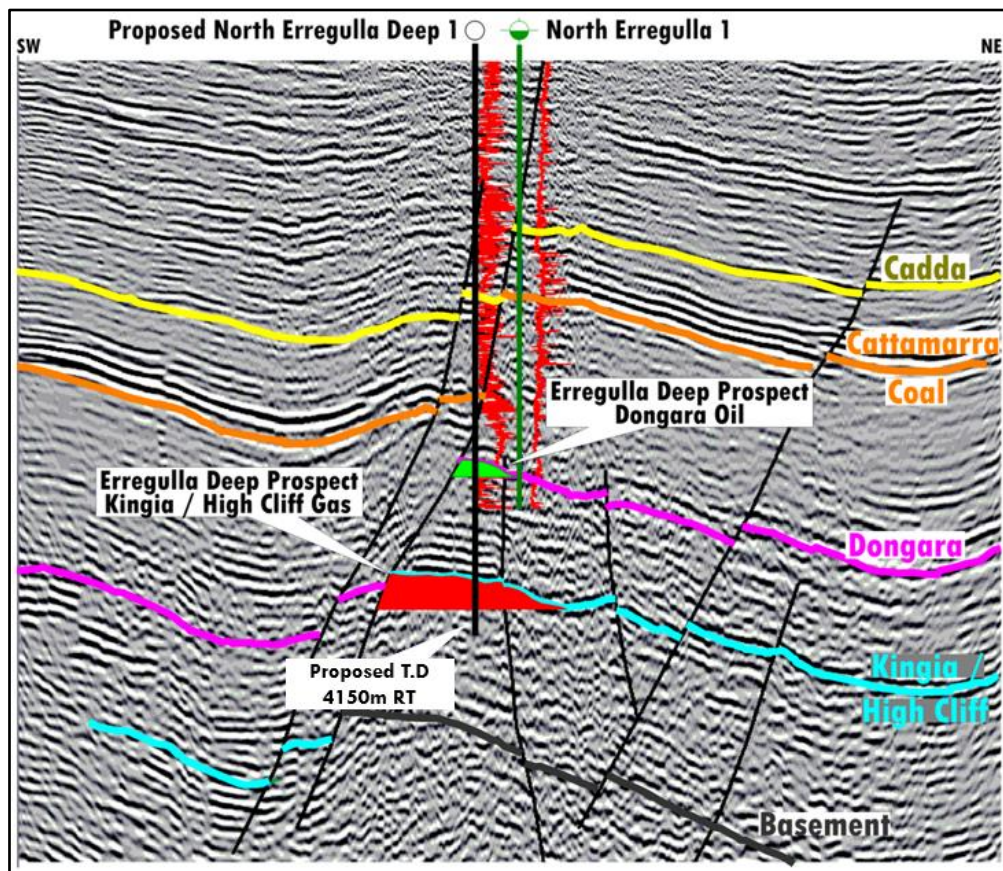 Proposed North Erregulla Deep 1
North Erregulla 1
SW
NE
Cadda
Cattamarra
Coal
Erregulla Deep Prospect
Dongara Oil
Erregulla Deep Prospect
Kingia / High Cliff Gas
Dongara
Kingia /
High Cliff
Proposed T.D
4150m RT
Basement